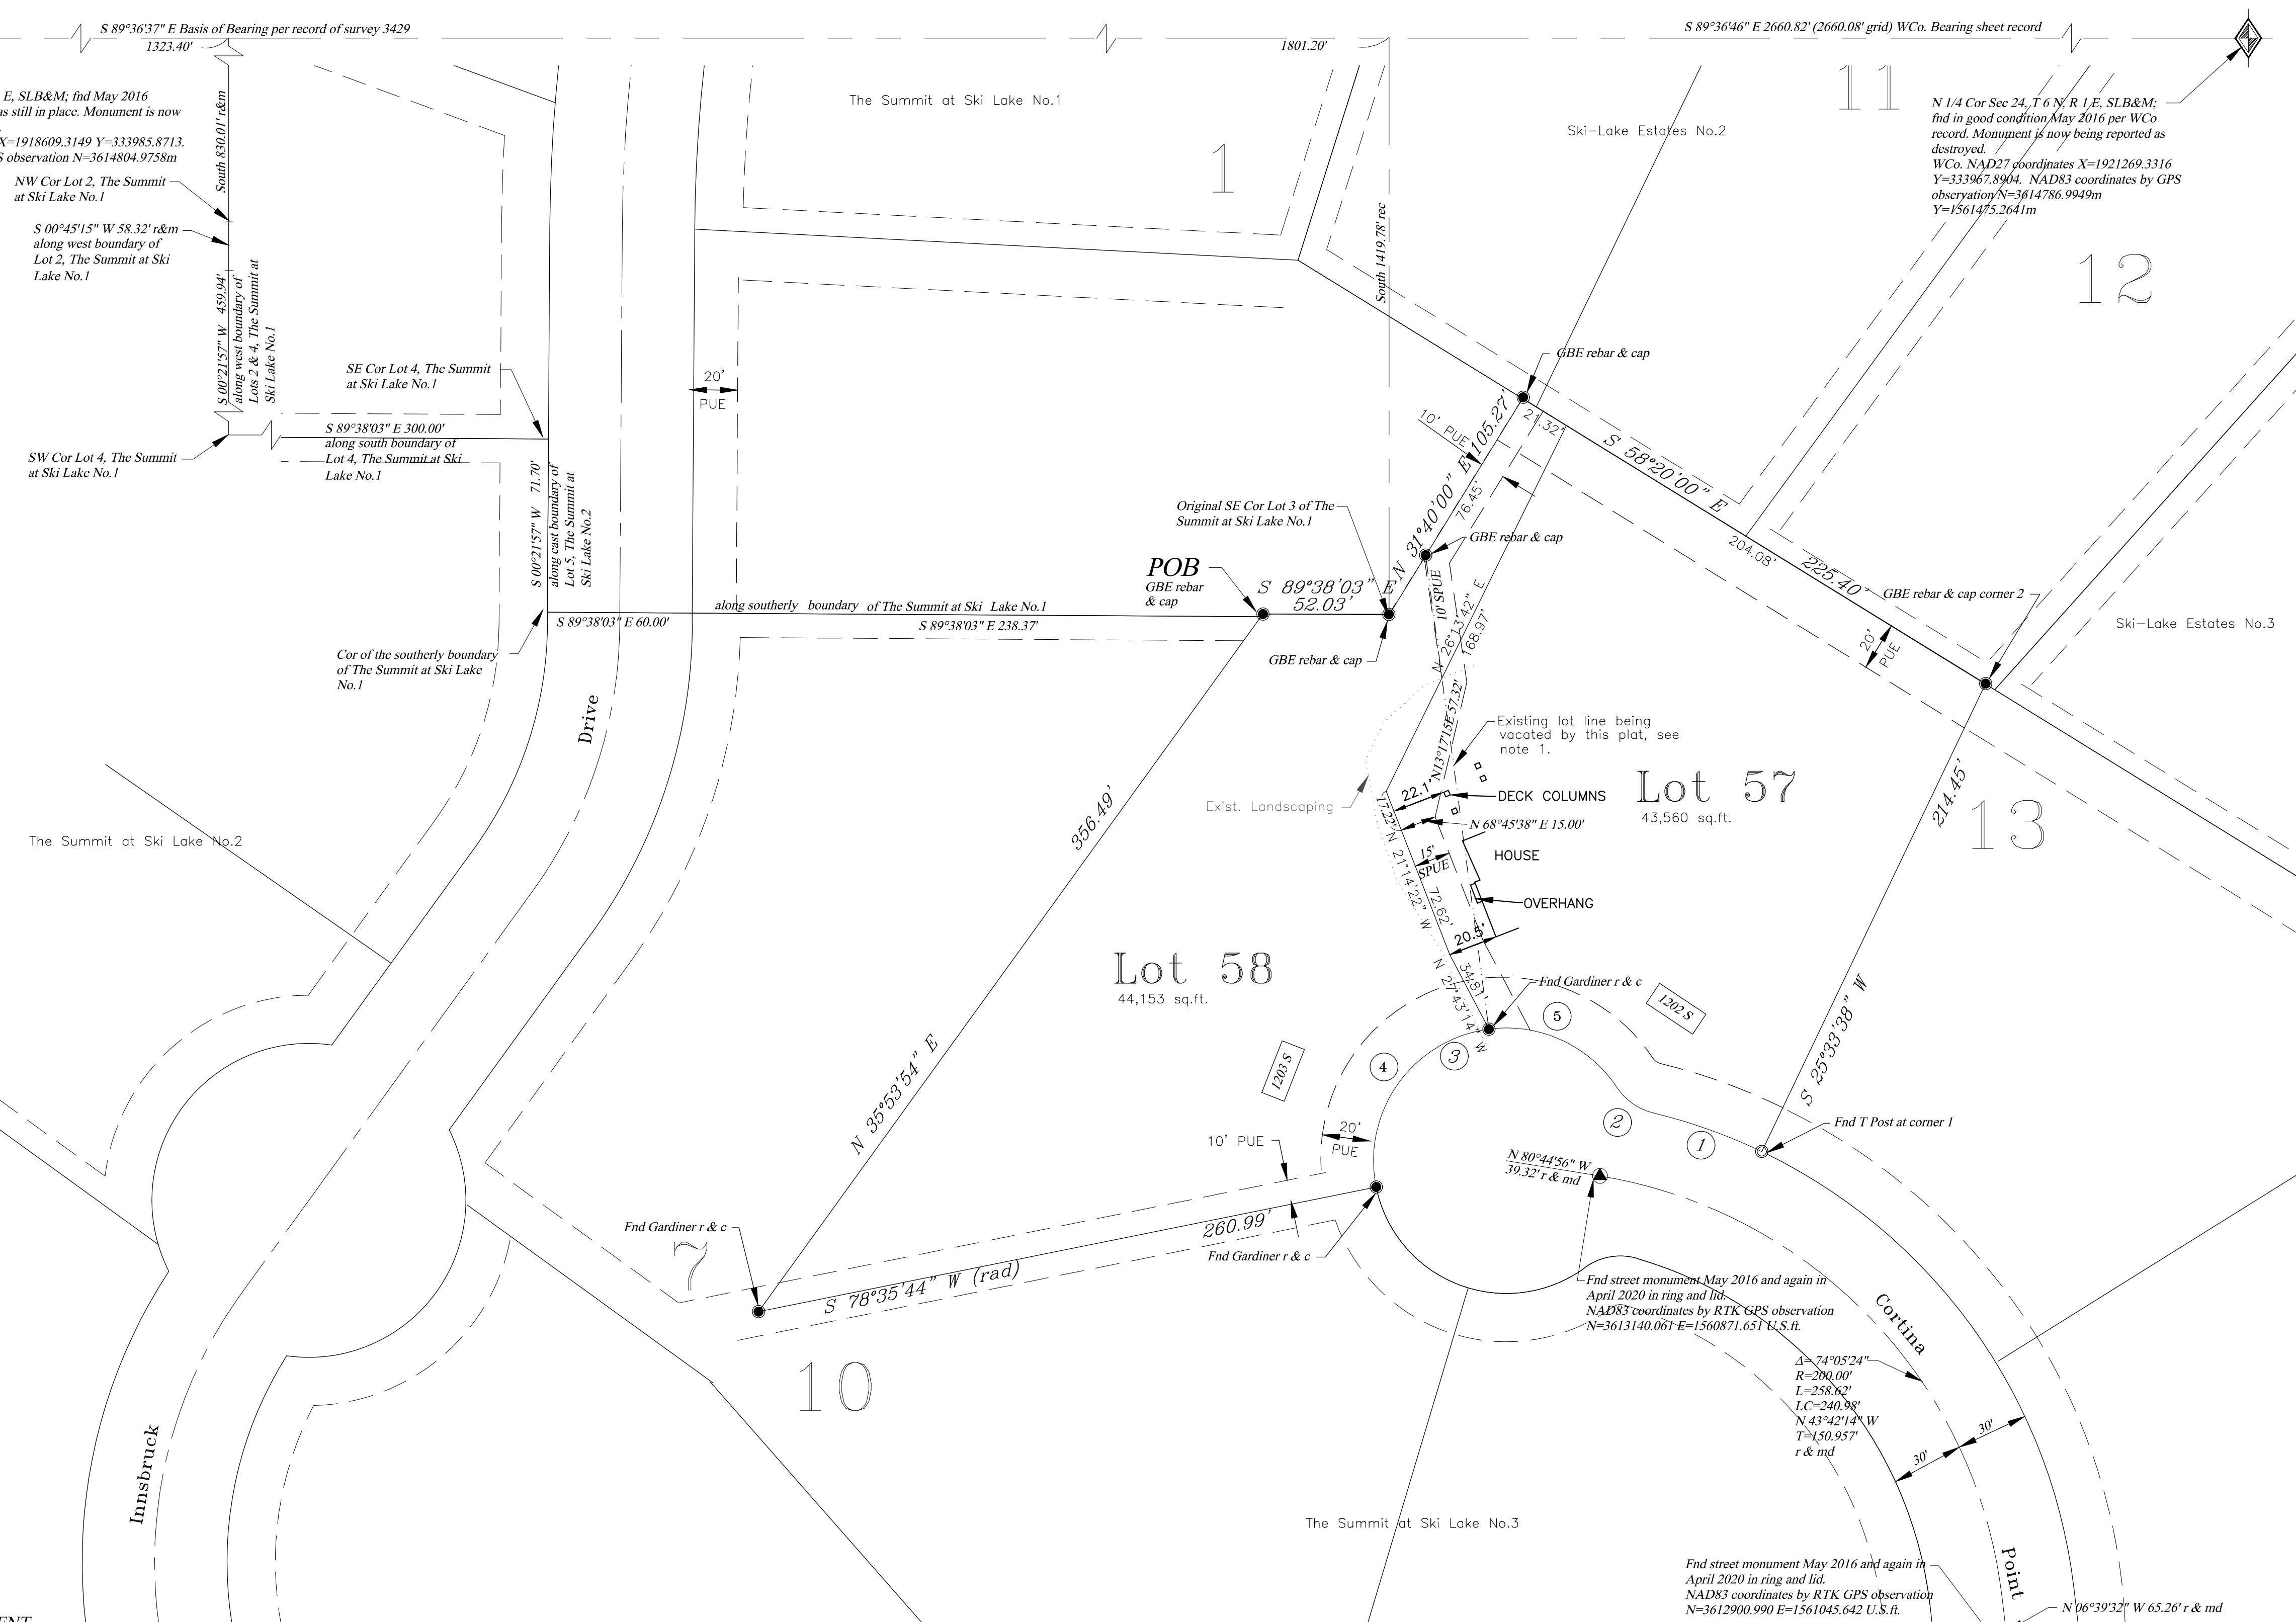 S 89°36'37" E Basis of Bearing per record of survey 3429
1323.40'
1801.20'
S 89°36'46" E 2660.82' (2660.08' grid) WCo. Bearing sheet record
E, SLB&M; fnd May 2016
as still in place. Monument is now
X=1918609.3149 Y=333985.8713.
S observation N=3614804.9758m
South 830.01' r&m
NW Cor Lot 2, The Summit
at Ski Lake No.1
S 00°45'15" W 58.32' r&m
along west boundary of
Lot 2, The Summit at Ski
Lake No.1
S 00°21'57" W 459.94'
along west boundary of
Lots 2 & 4, The Summit at
Ski Lake No.1
SW Cor Lot 4, The Summit
at Ski Lake No.1
SE Cor Lot 4, The Summit
at Ski Lake No.1
S 89°38'03" E 300.00'
along south boundary of
Lot 4, The Summit at Ski
Lake No.1
S 00°21'57" W 71.70'
along east boundary of
Lot 5, The Summit at
Ski Lake No.2
Cor of the southerly boundary
of The Summit at Ski Lake
No.1
S 89°38'03" E 60.00'
along southerly boundary of The Summit at Ski Lake No.1
S 89°38'03" E 238.37'
20'
PUE
The Summit at Ski Lake No.1
1
South 1419.78' rec
Ski-Lake Estates No.2
11
N 1/4 Cor Sec 24, T 6 N, R 1 E, SLB&M;
fnd in good condition May 2016 per WCo
record. Monument is now being reported as
destroyed.
WCo. NAD27 coordinates X=1921269.3316
Y=333967.8904. NAD83 coordinates by GPS
observation N=3614786.9949m
Y=1561475.2641m
12
GBE rebar & cap
21.32'
10' PUE
N 31°40'00" E 105.27'
76.45'
S 58°20'00" E
225.40'
204.08'
Original SE Cor Lot 3 of The
Summit at Ski Lake No.1
GBE rebar & cap
POB
GBE rebar
& cap
S 89°38'03" E
52.03'
GBE rebar & cap
10' SPUE
N 26°13'42" E
168.97'
GBE rebar & cap corner 2
20'
PUE
Ski-Lake Estates No.3
Drive
N13°17'15E 57.32'
Existing lot line being
vacated by this plat, see
note 1.
Exist. Landscaping
22.1'
DECK COLUMNS
Lot 57
43,560 sq.ft.
17.22'
N 68°45'38" E 15.00'
N 21°14'22" W
72.62'
15'
SPUE
HOUSE
OVERHANG
20.5'
214.45'
S 25°33'38" W
13
The Summit at Ski Lake No.2
356.49'
N 35°53'54" E
Lot 58
44,153 sq.ft.
34.81'
N 27°43'14" W
Fnd Gardiner r & c
5
1202 S
3
4
1203 S
2
1
Fnd T Post at corner 1
10' PUE
20'
PUE
N 80°44'56" W
39.32' r & md
Fnd Gardiner r & c
7
260.99'
S 78°35'44" W (rad)
Fnd Gardiner r & c
Fnd street monument May 2016 and again in
April 2020 in ring and lid.
NAD83 coordinates by RTK GPS observation
N=3613140.061 E=1560871.651 U.S.ft.
Cortina
10
Δ= 74°05'24"
R=200.00'
L=258.62'
LC=240.98'
N 43°42'14" W
T=150.957'
r & md
30'
30'
Innsbruck
The Summit at Ski Lake No.3
Point
Fnd street monument May 2016 and again in
April 2020 in ring and lid.
NAD83 coordinates by RTK GPS observation
N=3612900.990 E=1561045.642 U.S.ft.
N 06°39'32" W 65.26' r & md
ENT